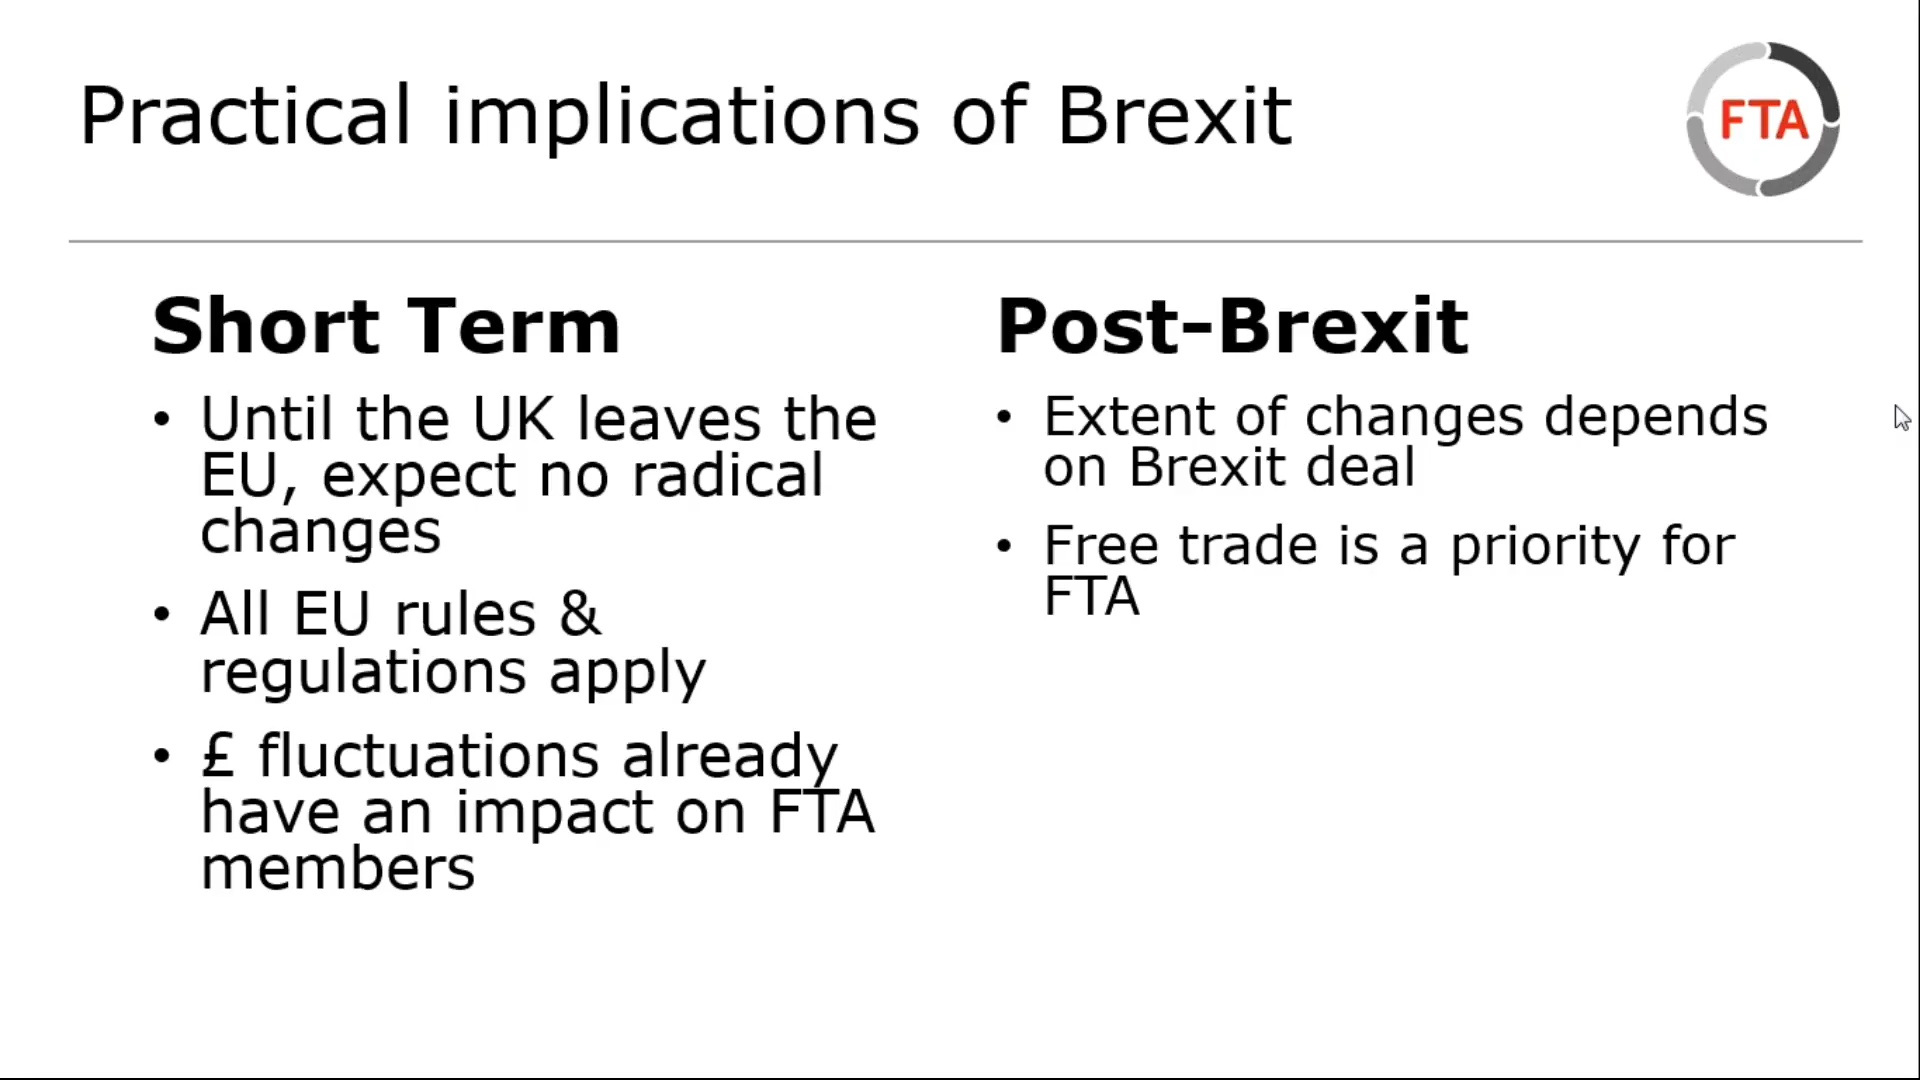 Practical implications of Brexit
FTA
Short Term
• Until the UK leaves the
EU, expect no radical
changes
• All EU rules &
regulations apply
• £ fluctuations already
have an impact on FTA
members
Post-Brexit
• Extent of changes depends
on Brexit deal
• Free trade is a priority for
FTA